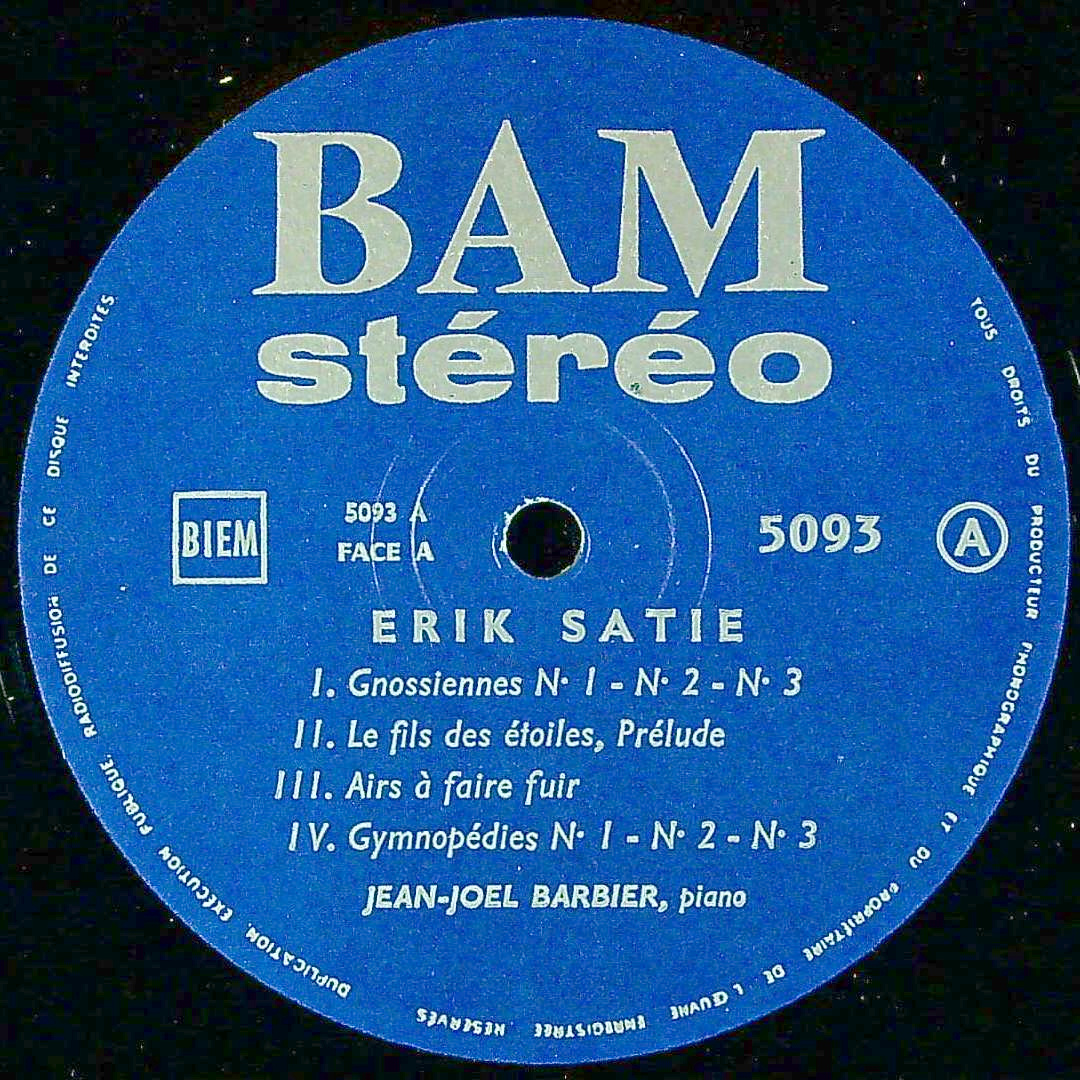 BAM
stéréo
BIEM
5093 A
FACE A
5093
A
ERIK SATIE
I. Gnossiennes N• 1 - N• 2 - N• 3
II. Le fils des étoiles, Prélude
III. Airs à faire fuir
IV. Gymnopédies N• 1 - N• 2 - N• 3
JEAN-JOEL BARBIER, piano
TOUS DROITS DU PRODUCTEUR PHONOGRAPHIQUE ET DU PROPRIÉTAIRE DE L'ŒUVRE ENREGISTRÉE RÉSERVÉS
DUPLICATION, EXÉCUTION PUBLIQUE, RADIODIFFUSION DE CE DISQUE INTERDITES